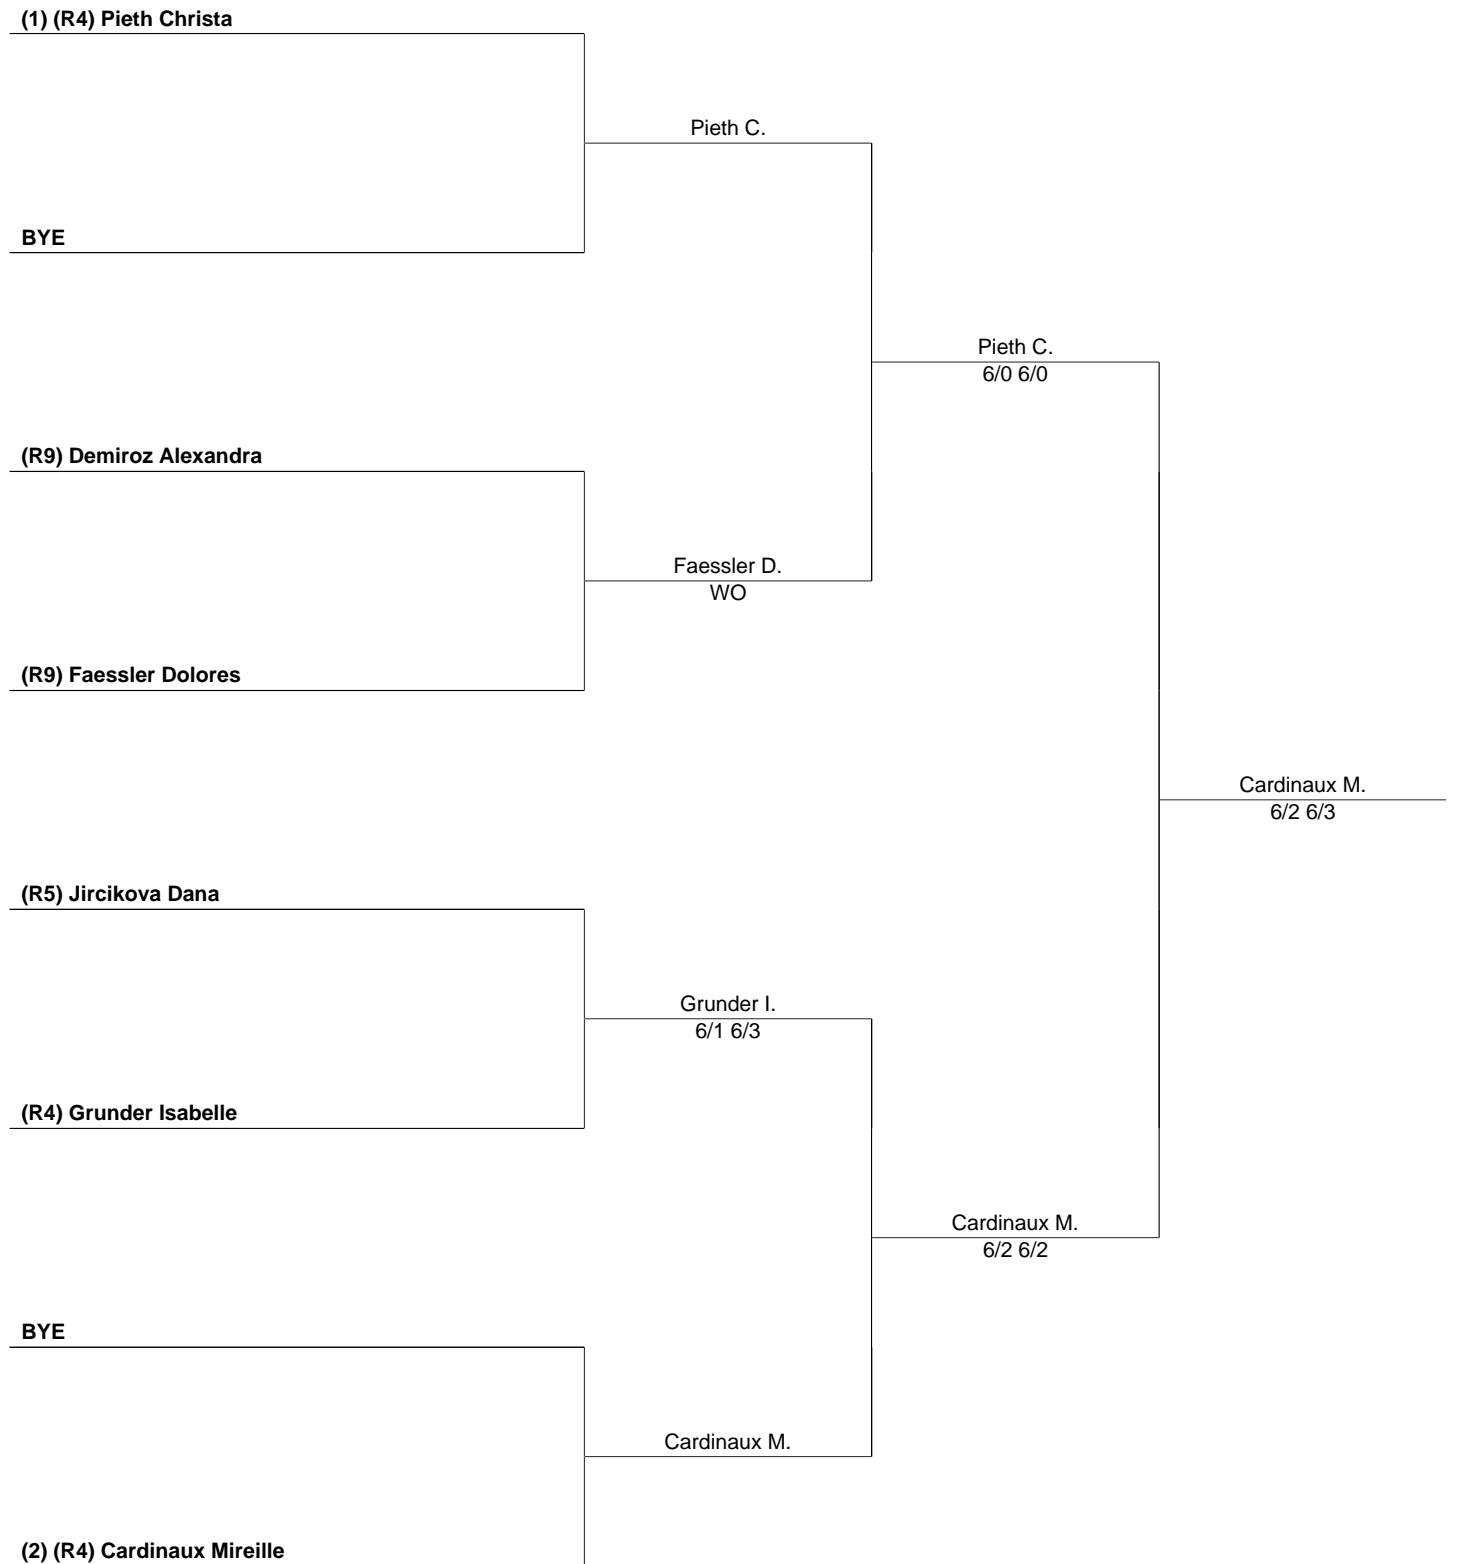 (1) (R4) Pieth Christa
Pieth C.
BYE
Pieth C.
6/0 6/0
(R9) Demiroz Alexandra
Faessler D.
WO
(R9) Faessler Dolores
Cardinaux M.
6/2 6/3
(R5) Jircikova Dana
Grunder I.
6/1 6/3
(R4) Grunder Isabelle
Cardinaux M.
6/2 6/2
BYE
Cardinaux M.
(2) (R4) Cardinaux Mireille